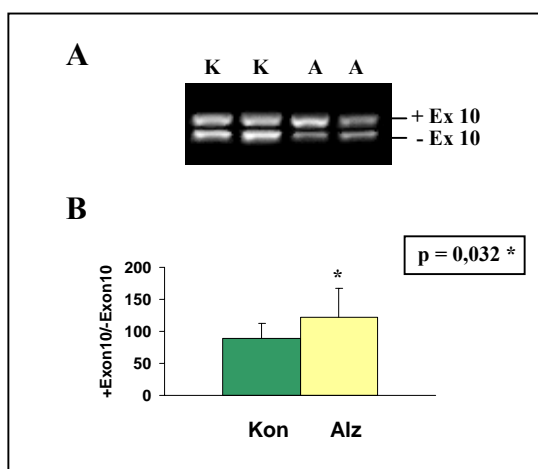 A
K K A A
+ Ex 10
- Ex 10
B
p = 0,032 *
+Exon10/-Exon10
200
150
100
50
0
*
Kon Alz